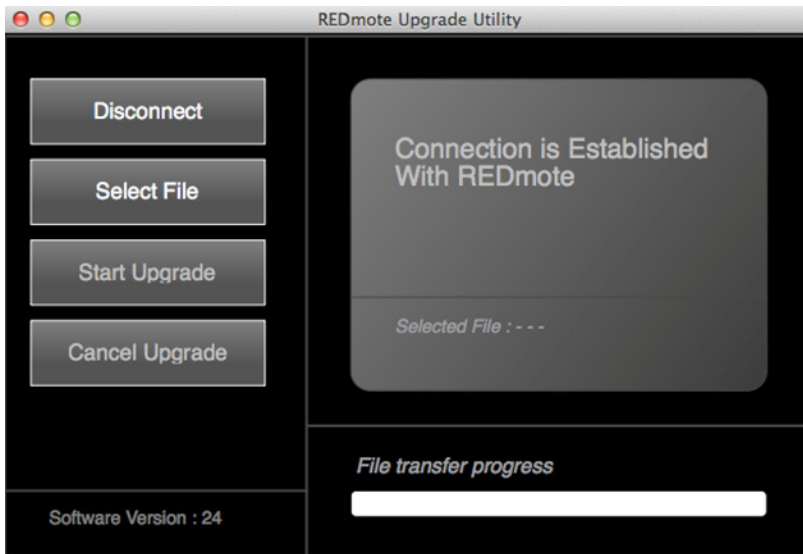 REDmote Upgrade Utility
Disconnect
Select File
Start Upgrade
Cancel Upgrade
Software Version : 24
Connection is Established
With REDmote
Selected File : - - -
File transfer progress